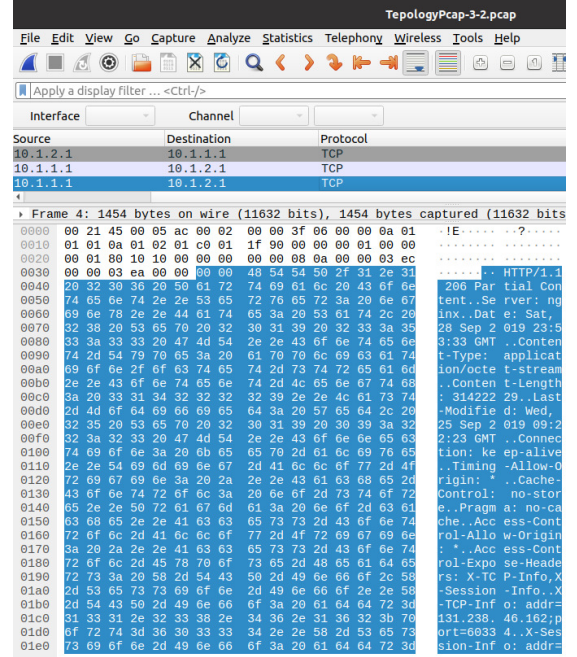 TepologyPcap-3-2.pcap
File Edit View Go Capture Analyze Statistics Telephony Wireless Tools Help
Apply a display filter ... <Ctrl-/>
Interface Channel
Source Destination Protocol
10.1.2.1 10.1.1.1 TCP
10.1.1.1 10.1.2.1 TCP
10.1.1.1 10.1.2.1 TCP
Frame 4: 1454 bytes on wire (11632 bits), 1454 bytes captured (11632 bits
0000 00 21 45 00 05 ac 00 02 00 00 3f 06 00 00 0a 01 ·!E····· ··?·····
0010 01 01 0a 01 02 01 c0 01 1f 90 00 00 00 01 00 00 ········ ········
0020 00 01 80 10 10 00 00 00 00 00 08 0a 00 00 03 ec ········ ········
0030 00 00 03 ea 00 00 00 00 48 54 54 50 2f 31 2e 31 ········ HTTP/1.1
0040 20 32 30 36 20 50 61 72 74 69 61 6c 20 43 6f 6e 206 Par tial Con
0050 74 65 6e 74 2e 2e 53 65 72 76 65 72 3a 20 6e 67 tent..Se rver: ng
0060 69 6e 78 2e 2e 44 61 74 65 3a 20 53 61 74 2c 20 inx..Dat e: Sat,
0070 32 38 20 53 65 70 20 32 30 31 39 20 32 33 3a 35 28 Sep 2 019 23:5
0080 33 3a 33 33 20 47 4d 54 2e 2e 43 6f 6e 74 65 6e 3:33 GMT ..Conten
0090 74 2d 54 79 70 65 3a 20 61 70 70 6c 69 63 61 74 t-Type: applicat
00a0 69 6f 6e 2f 6f 63 74 65 74 2d 73 74 72 65 61 6d ion/octe t-stream
00b0 2e 2e 43 6f 6e 74 65 6e 74 2d 4c 65 6e 67 74 68 ..Conten t-Length
00c0 3a 20 33 31 34 32 32 32 32 39 2e 2e 4c 61 73 74 : 314222 29..Last
00d0 2d 4d 6f 64 69 66 69 65 64 3a 20 57 65 64 2c 20 -Modifie d: Wed,
00e0 32 35 20 53 65 70 20 32 30 31 39 20 30 39 3a 32 25 Sep 2 019 09:2
00f0 32 3a 32 33 20 47 4d 54 2e 2e 43 6f 6e 6e 65 63 2:23 GMT ..Connec
0100 74 69 6f 6e 3a 20 6b 65 65 70 2d 61 6c 69 76 65 tion: ke ep-alive
0110 2e 2e 54 69 6d 69 6e 67 2d 41 6c 6c 6f 77 2d 4f ..Timing -Allow-O
0120 72 69 67 69 6e 3a 20 2a 2e 2e 43 61 63 68 65 2d rigin: * ..Cache-
0130 43 6f 6e 74 72 6f 6c 3a 20 6e 6f 2d 73 74 6f 72 Control: no-stor
0140 65 2e 2e 50 72 61 67 6d 61 3a 20 6e 6f 2d 63 61 e..Pragm a: no-ca
0150 63 68 65 2e 2e 41 63 63 65 73 73 2d 43 6f 6e 74 che..Acc ess-Cont
0160 72 6f 6c 2d 41 6c 6c 6f 77 2d 4f 72 69 67 69 6e rol-Allo w-Origin
0170 3a 20 2a 2e 2e 41 63 63 65 73 73 2d 43 6f 6e 74 : *..Acc ess-Cont
0180 72 6f 6c 2d 45 78 70 6f 73 65 2d 48 65 61 64 65 rol-Expo se-Heade
0190 72 73 3a 20 58 2d 54 43 50 2d 49 6e 66 6f 2c 58 rs: X-TC P-Info,X
01a0 2d 53 65 73 73 69 6f 6e 2d 49 6e 66 6f 2e 2e 58 -Session -Info..X
01b0 2d 54 43 50 2d 49 6e 66 6f 3a 20 61 64 64 72 3d -TCP-Inf o: addr=
01c0 31 33 31 2e 32 33 38 2e 34 36 2e 31 36 32 3b 70 131.238. 46.162;p
01d0 6f 72 74 3d 36 30 33 33 34 2e 2e 58 2d 53 65 73 ort=6033 4..X-Ses
01e0 73 69 6f 6e 2d 49 6e 66 6f 3a 20 61 64 64 72 3d sion-Inf o: addr=